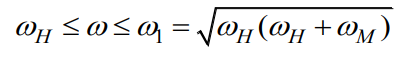 ω_H ≤ ω ≤ ω_1 = √(ω_H (ω_H + ω_M))